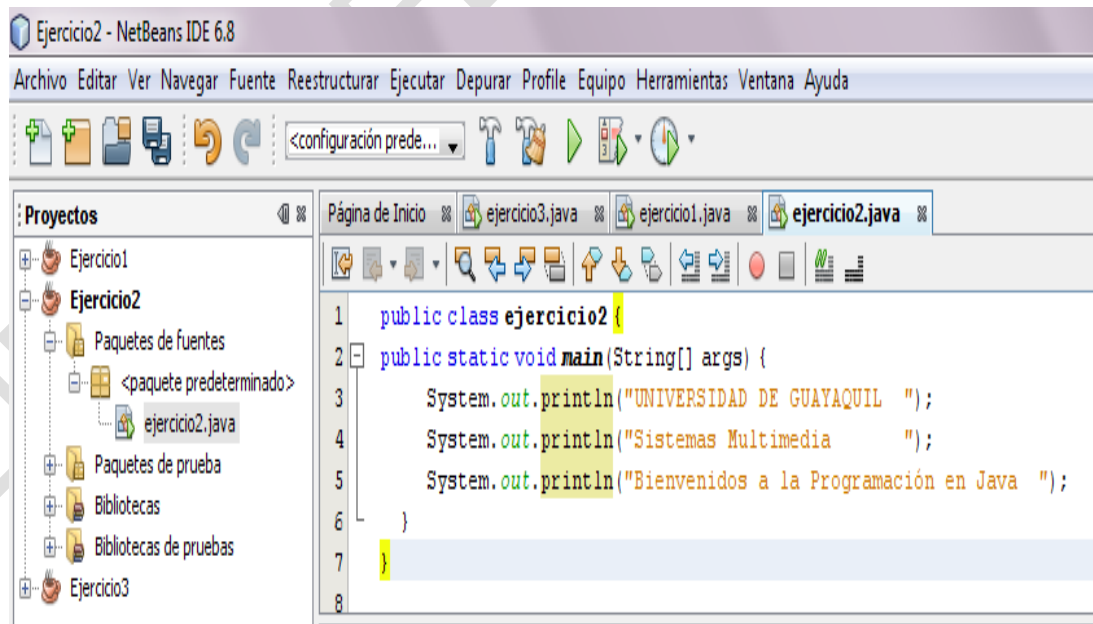 Ejercicio2 - NetBeans IDE 6.8
Archivo Editar Ver Navegar Fuente Reestructurar Ejecutar Depurar Profile Equipo Herramientas Ventana Ayuda
<configuración prede...
Proyectos
Ejercicio1
Ejercicio2
Paquetes de fuentes
<paquete predeterminado>
ejercicio2.java
Paquetes de prueba
Bibliotecas
Bibliotecas de pruebas
Ejercicio3
Página de Inicio ejercicio3.java ejercicio1.java ejercicio2.java
1 public class ejercicio2 {
2 public static void main(String[] args) {
3 System.out.println("UNIVERSIDAD DE GUAYAQUIL  ");
4 System.out.println("Sistemas Multimedia       ");
5 System.out.println("Bienvenidos a la Programación en Java  ");
6 }
7 }
8